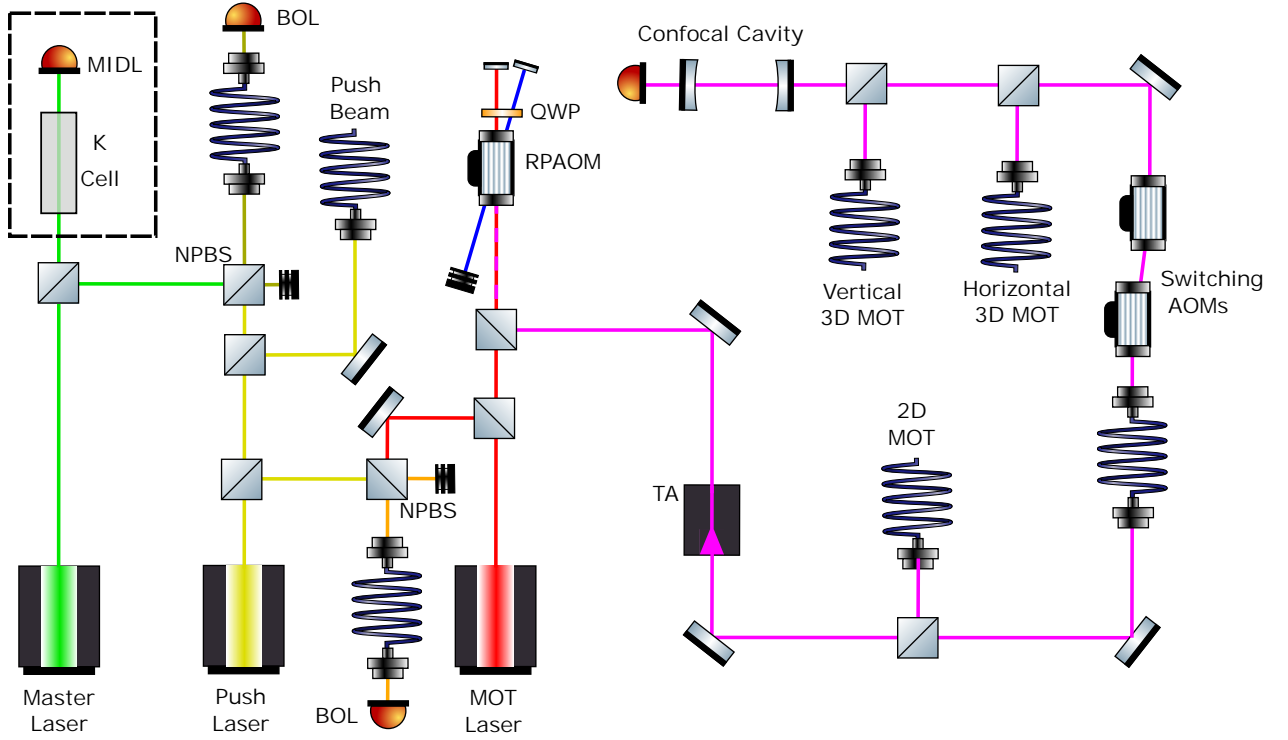 BOL
MIDL
K
Cell
Push
Beam
QWP
RPAOM
Confocal Cavity
NPBS
Vertical
3D MOT
Horizontal
3D MOT
Switching
AOMs
2D
MOT
TA
NPBS
Master
Laser
Push
Laser
BOL
MOT
Laser